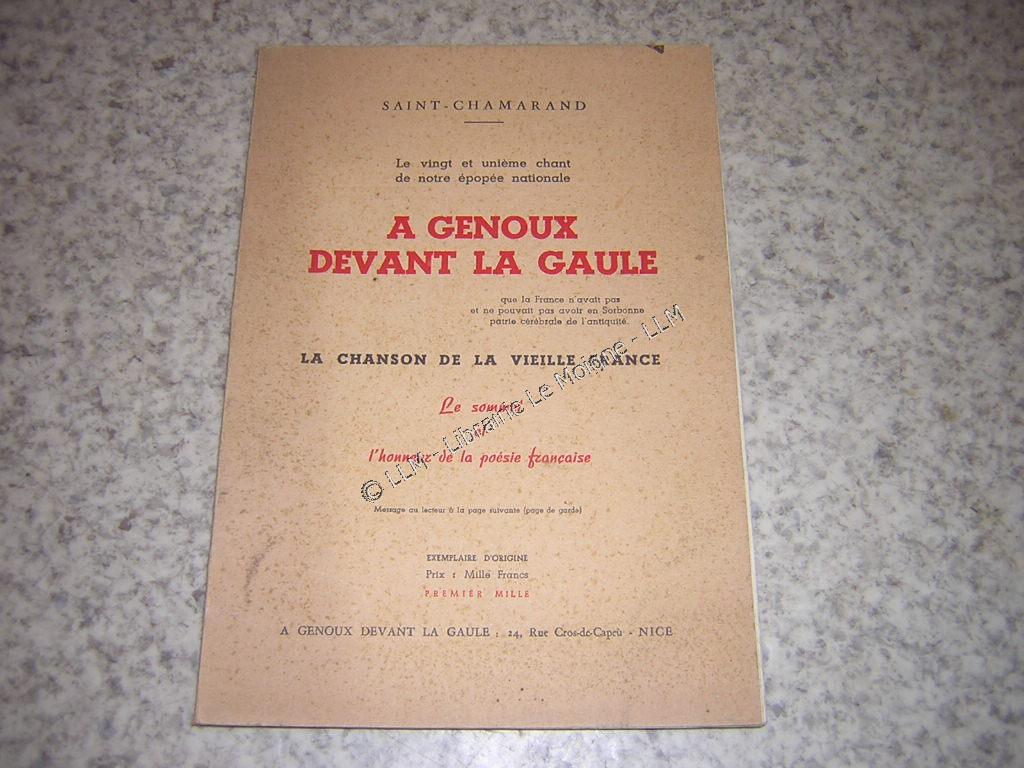 SAINT-CHAMARAND
Le vingt et unième chant
de notre épopée nationale
A GENOUX
DEVANT LA GAULE
que la France n'avait pas
et ne pouvait pas avoir en Sorbonne
patrie cérébrale de l'antiquité.
LA CHANSON DE LA VIEILLE FRANCE
Le sommet
et
l'honneur de la poésie française
© LLM - Librairie Le Moigne - LLM
Message au lecteur à la page suivante (page de garde)
EXEMPLAIRE D'ORIGINE
Prix : Mille Francs
PREMIER MILLE
A GENOUX DEVANT LA GAULE : 24, Rue Cros-de-Capeù - NICE